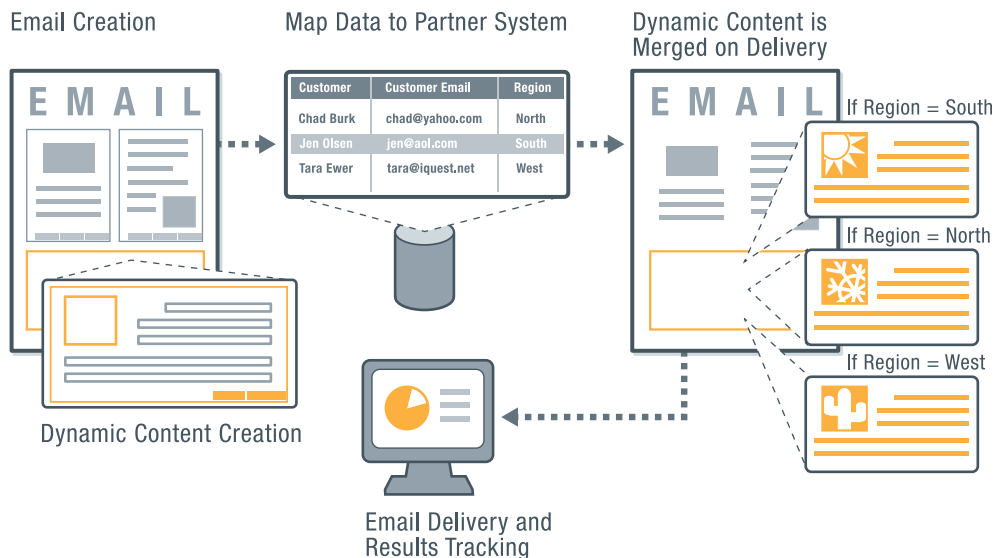 Email Creation
Map Data to Partner System
Dynamic Content is
Merged on Delivery
EMAIL
Customer Customer Email Region
Chad Burk chad@yahoo.com North
Jen Olsen jen@aol.com South
Tara Ewer tara@iquest.net West
EMAIL
If Region = South
If Region = North
If Region = West
Dynamic Content Creation
Email Delivery and
Results Tracking